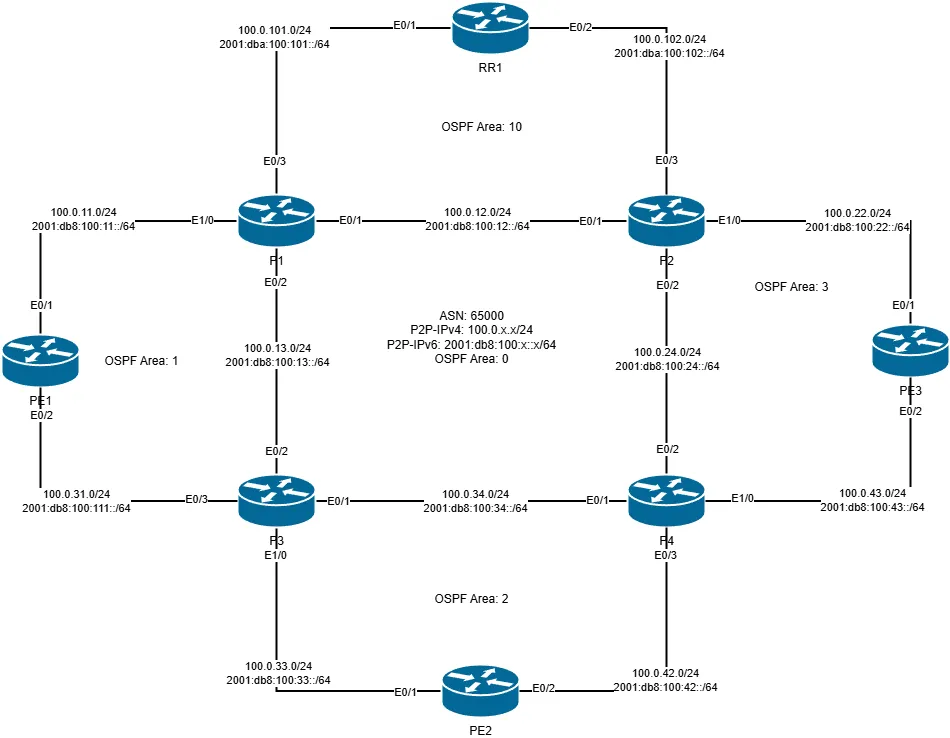 100.0.101.0/24
2001:dba:100:101::/64
E0/1
E0/2
100.0.102.0/24
2001:dba:100:102::/64
RR1
OSPF Area: 10
E0/3
E0/3
100.0.11.0/24
2001:db8:100:11::/64
E1/0
E0/1
100.0.12.0/24
2001:db8:100:12::/64
E0/1
E1/0
100.0.22.0/24
2001:db8:100:22::/64
P1
E0/2
P2
E0/2
OSPF Area: 3
E0/1
E0/1
ASN: 65000
P2P-IPv4: 100.0.x.x/24
P2P-IPv6: 2001:db8:100:x::x/64
OSPF Area: 0
100.0.13.0/24
2001:db8:100:13::/64
100.0.24.0/24
2001:db8:100:24::/64
OSPF Area: 1
PE1
E0/2
PE3
E0/2
E0/2
E0/2
100.0.31.0/24
2001:db8:100:111::/64
E0/3
E0/1
100.0.34.0/24
2001:db8:100:34::/64
E0/1
E1/0
100.0.43.0/24
2001:db8:100:43::/64
P3
E1/0
P4
E0/3
OSPF Area: 2
100.0.33.0/24
2001:db8:100:33::/64
E0/1
E0/2
100.0.42.0/24
2001:db8:100:42::/64
PE2